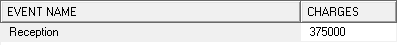 EVENT NAME CHARGES
Reception 375000